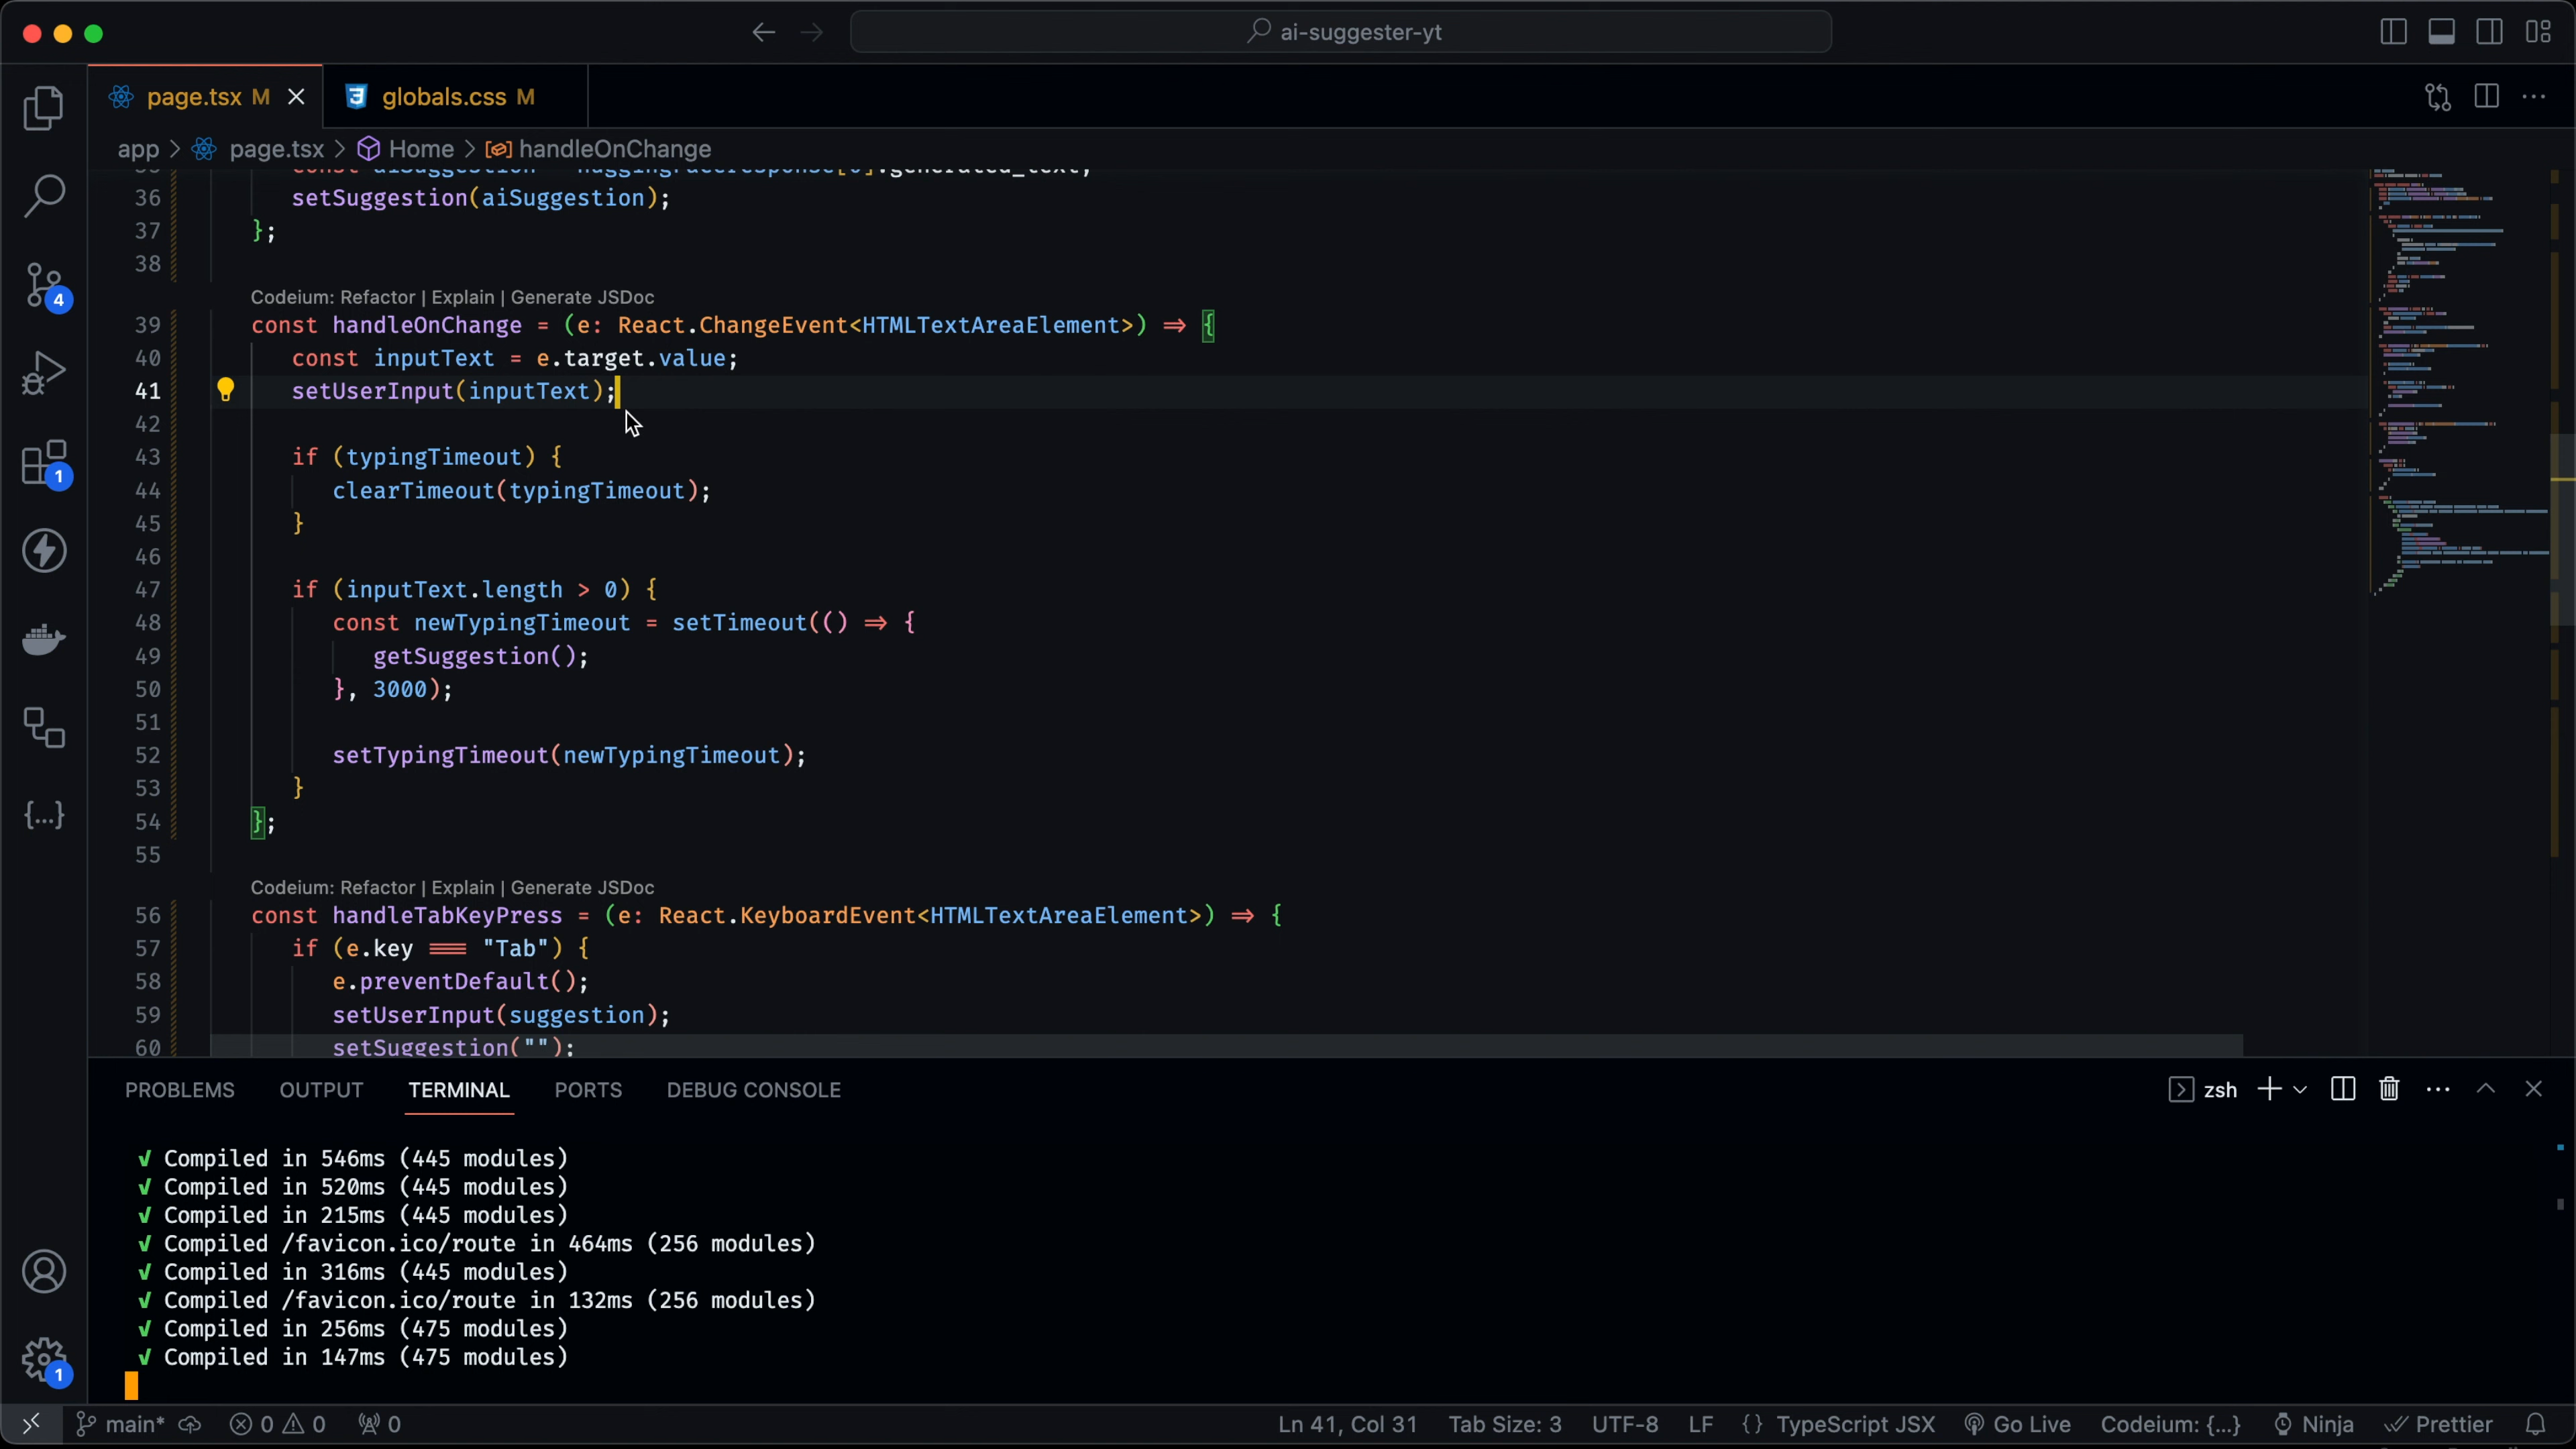 ai-suggester-yt
page.tsx M
globals.css M
app > page.tsx > Home > handleOnChange
36 setSuggestion(aiSuggestion);
37 };
38
Codeium: Refactor | Explain | Generate JSDoc
39 const handleOnChange = (e: React.ChangeEvent<HTMLTextAreaElement>) => {
40 const inputText = e.target.value;
41 setUserInput(inputText);
42
43 if (typingTimeout) {
44 clearTimeout(typingTimeout);
45 }
46
47 if (inputText.length > 0) {
48 const newTypingTimeout = setTimeout(() => {
49 getSuggestion();
50 }, 3000);
51
52 setTypingTimeout(newTypingTimeout);
53 }
54 };
55
Codeium: Refactor | Explain | Generate JSDoc
56 const handleTabKeyPress = (e: React.KeyboardEvent<HTMLTextAreaElement>) => {
57 if (e.key === "Tab") {
58 e.preventDefault();
59 setUserInput(suggestion);
60 setSuggestion("");
4
1
1
PROBLEMS OUTPUT TERMINAL PORTS DEBUG CONSOLE
zsh
√ Compiled in 546ms (445 modules)
√ Compiled in 520ms (445 modules)
√ Compiled in 215ms (445 modules)
√ Compiled /favicon.ico/route in 464ms (256 modules)
√ Compiled in 316ms (445 modules)
√ Compiled /favicon.ico/route in 132ms (256 modules)
√ Compiled in 256ms (475 modules)
√ Compiled in 147ms (475 modules)
main* 0 0 0 Ln 41, Col 31 Tab Size: 3 UTF-8 LF {} TypeScript JSX Go Live Codeium: {...} Ninja Prettier